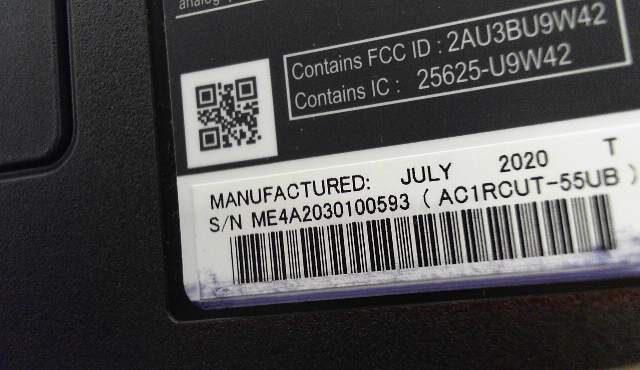 analog
Contains FCC ID : 2AU3BU9W42
Contains IC : 25625-U9W42
MANUFACTURED: JULY 2020 T
S/N ME4A2030100593 ( AC1RCUT-55UB )